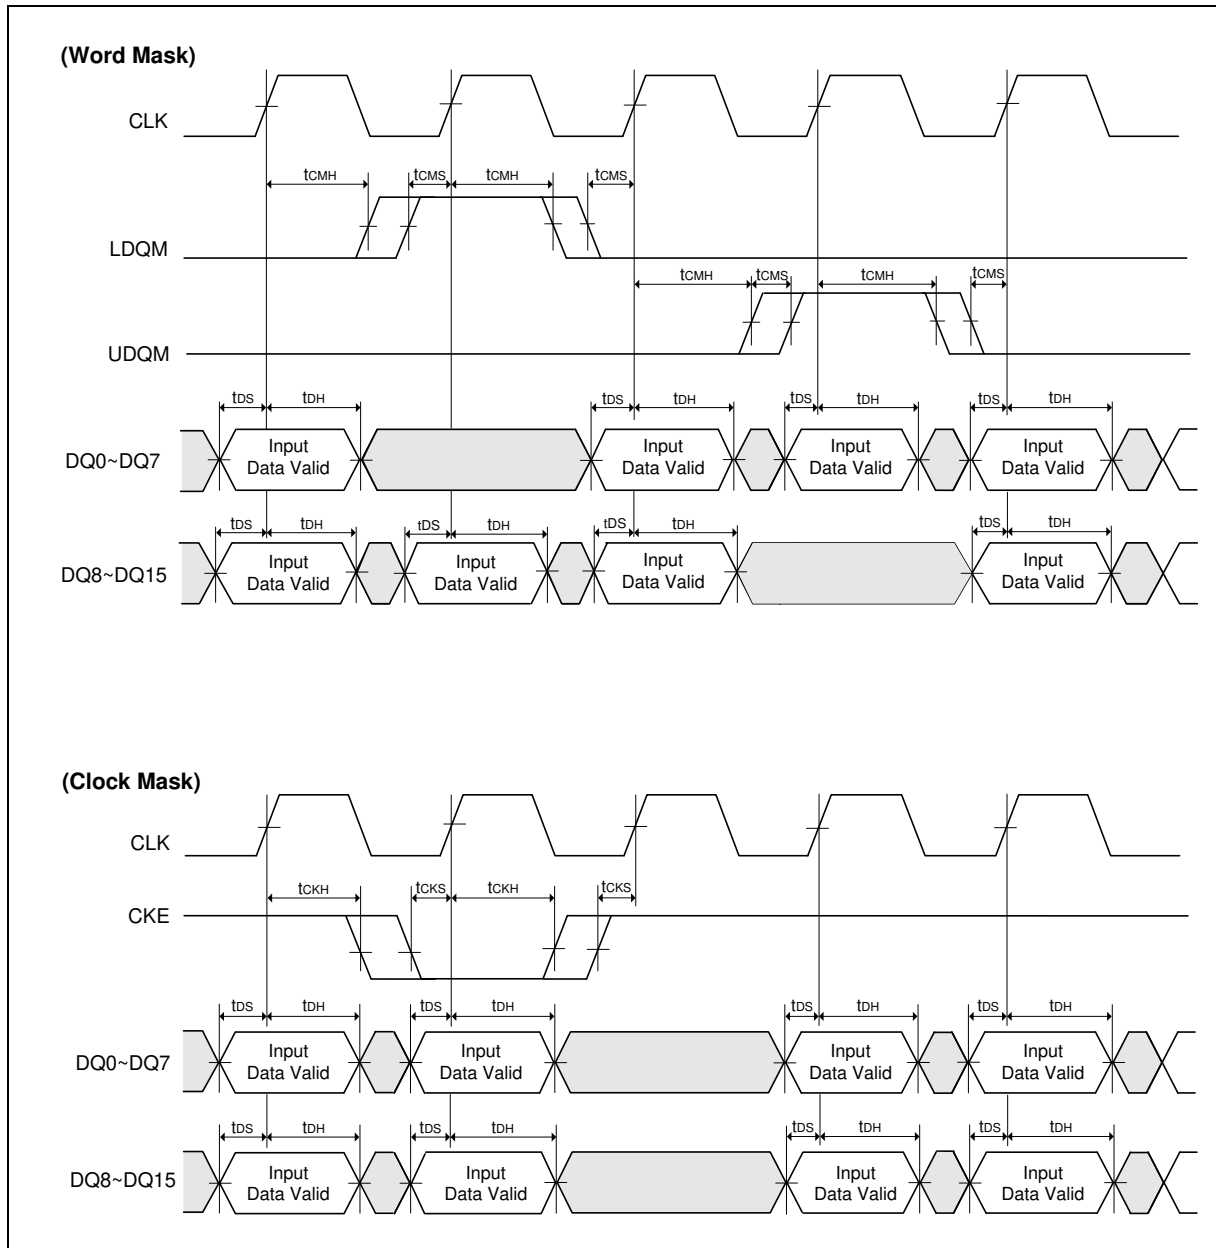 (Word Mask)
CLK
tCMH tCMS tCMH tCMS
LDQM
tCMH tCMS tCMH tCMS
UDQM
tDS tDH tDS tDH tDS tDH tDS tDH
DQ0~DQ7
Input Data Valid
Input Data Valid
Input Data Valid
Input Data Valid
tDS tDH tDS tDH tDS tDH tDS tDH
DQ8~DQ15
Input Data Valid
Input Data Valid
Input Data Valid
Input Data Valid
(Clock Mask)
CLK
tCKH tCKS tCKH tCKS
CKE
tDS tDH tDS tDH tDS tDH tDS tDH
DQ0~DQ7
Input Data Valid
Input Data Valid
Input Data Valid
Input Data Valid
tDS tDH tDS tDH tDS tDH tDS tDH
DQ8~DQ15
Input Data Valid
Input Data Valid
Input Data Valid
Input Data Valid